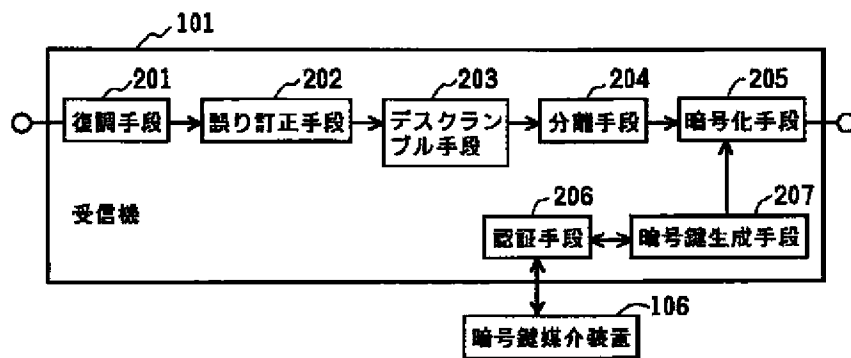 101
201
202
203
204
205
復調手段
誤り訂正手段
デスクラン
ブル手段
分離手段
暗号化手段
受信機
206
207
認証手段
暗号鍵生成手段
106
暗号鍵媒介装置